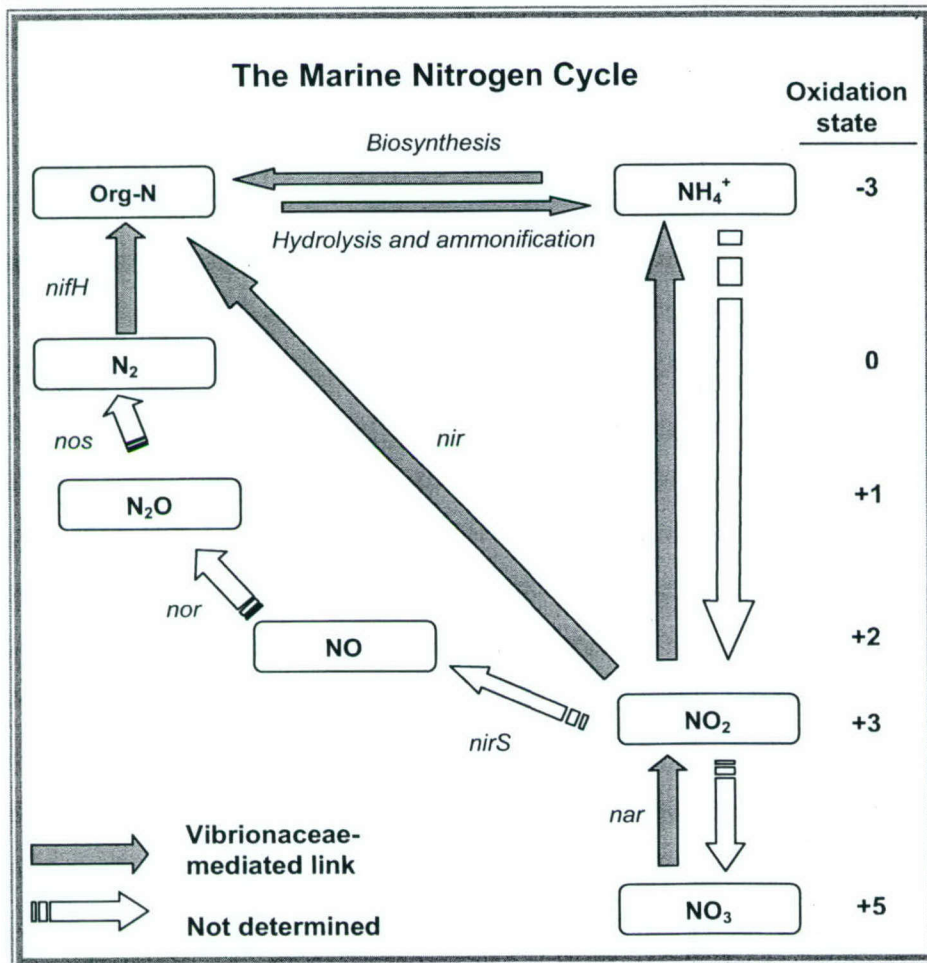 The Marine Nitrogen Cycle
Oxidation
state
Biosynthesis
Org-N
NH₄⁺
-3
Hydrolysis and ammonification
nifH
N₂
0
nos
nir
N₂O
+1
nor
NO
+2
NO₂
+3
nirS
nar
Vibrionaceae-
mediated link
NO₃
+5
Not determined